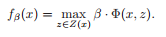 f_β(x) = max_{z∈Z(x)} β · Φ(x, z).